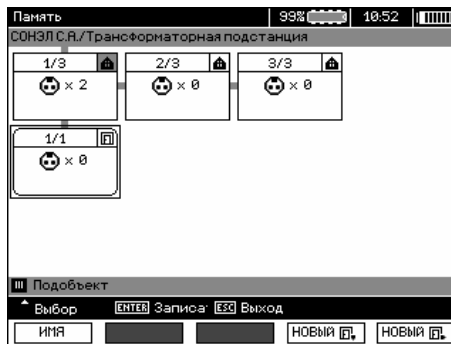 Память 99% 10:52
СОНЭЛ С.А./Трансформаторная подстанция
1/3 2/3 3/3
× 2 × 0 × 0
1/1
× 0
Подобъект
Выбор ENTER Записа' ESC Выход
ИМЯ НОВЫЙ НОВЫЙ